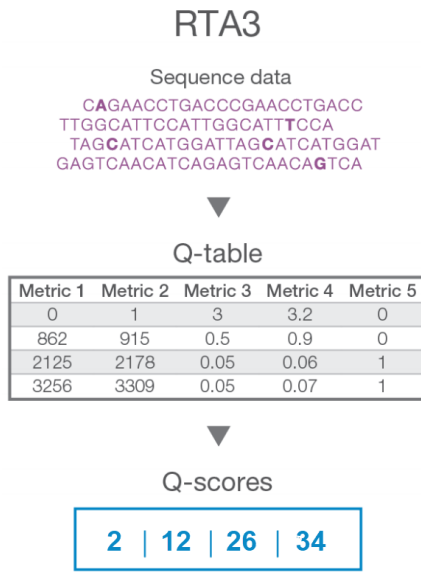 RTA3
Sequence data
CAGAACCTGACCCGAACCTGACC
TTGGCATTCCATTGGCATTTCCA
TAGCATCATGGATTAGCATCATGGAT
GAGTCAACATCAGAGTCAACAGTCA
Q-table
Metric 1 Metric 2 Metric 3 Metric 4 Metric 5
0 1 3 3.2 0
862 915 0.5 0.9 0
2125 2178 0.05 0.06 1
3256 3309 0.05 0.07 1
Q-scores
2 | 12 | 26 | 34